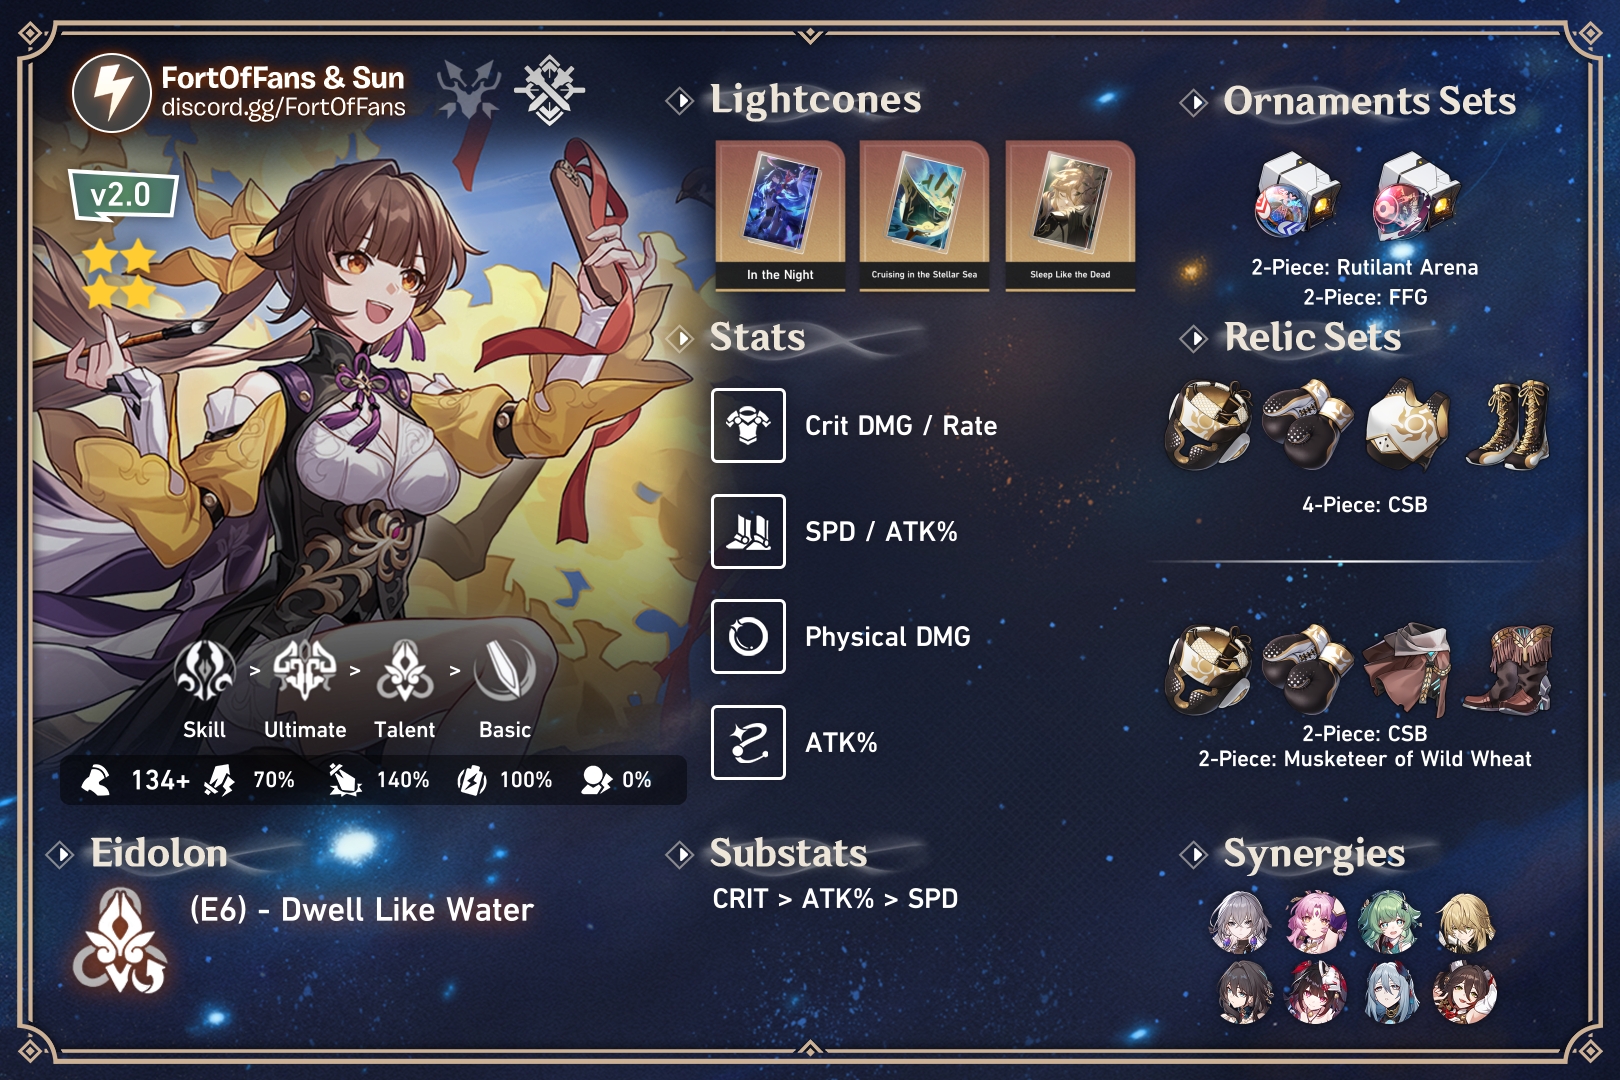 FortOfFans & Sun
discord.gg/FortOfFans
v2.0
Skill > Ultimate > Talent > Basic
134+ 70% 140% 100% 0%
Eidolon
(E6) - Dwell Like Water
Lightcones
In the Night
Cruising in the Stellar Sea
Sleep Like the Dead
Stats
Crit DMG / Rate
SPD / ATK%
Physical DMG
ATK%
Substats
CRIT > ATK% > SPD
Ornaments Sets
2-Piece: Rutilant Arena
2-Piece: FFG
Relic Sets
4-Piece: CSB
2-Piece: CSB
2-Piece: Musketeer of Wild Wheat
Synergies